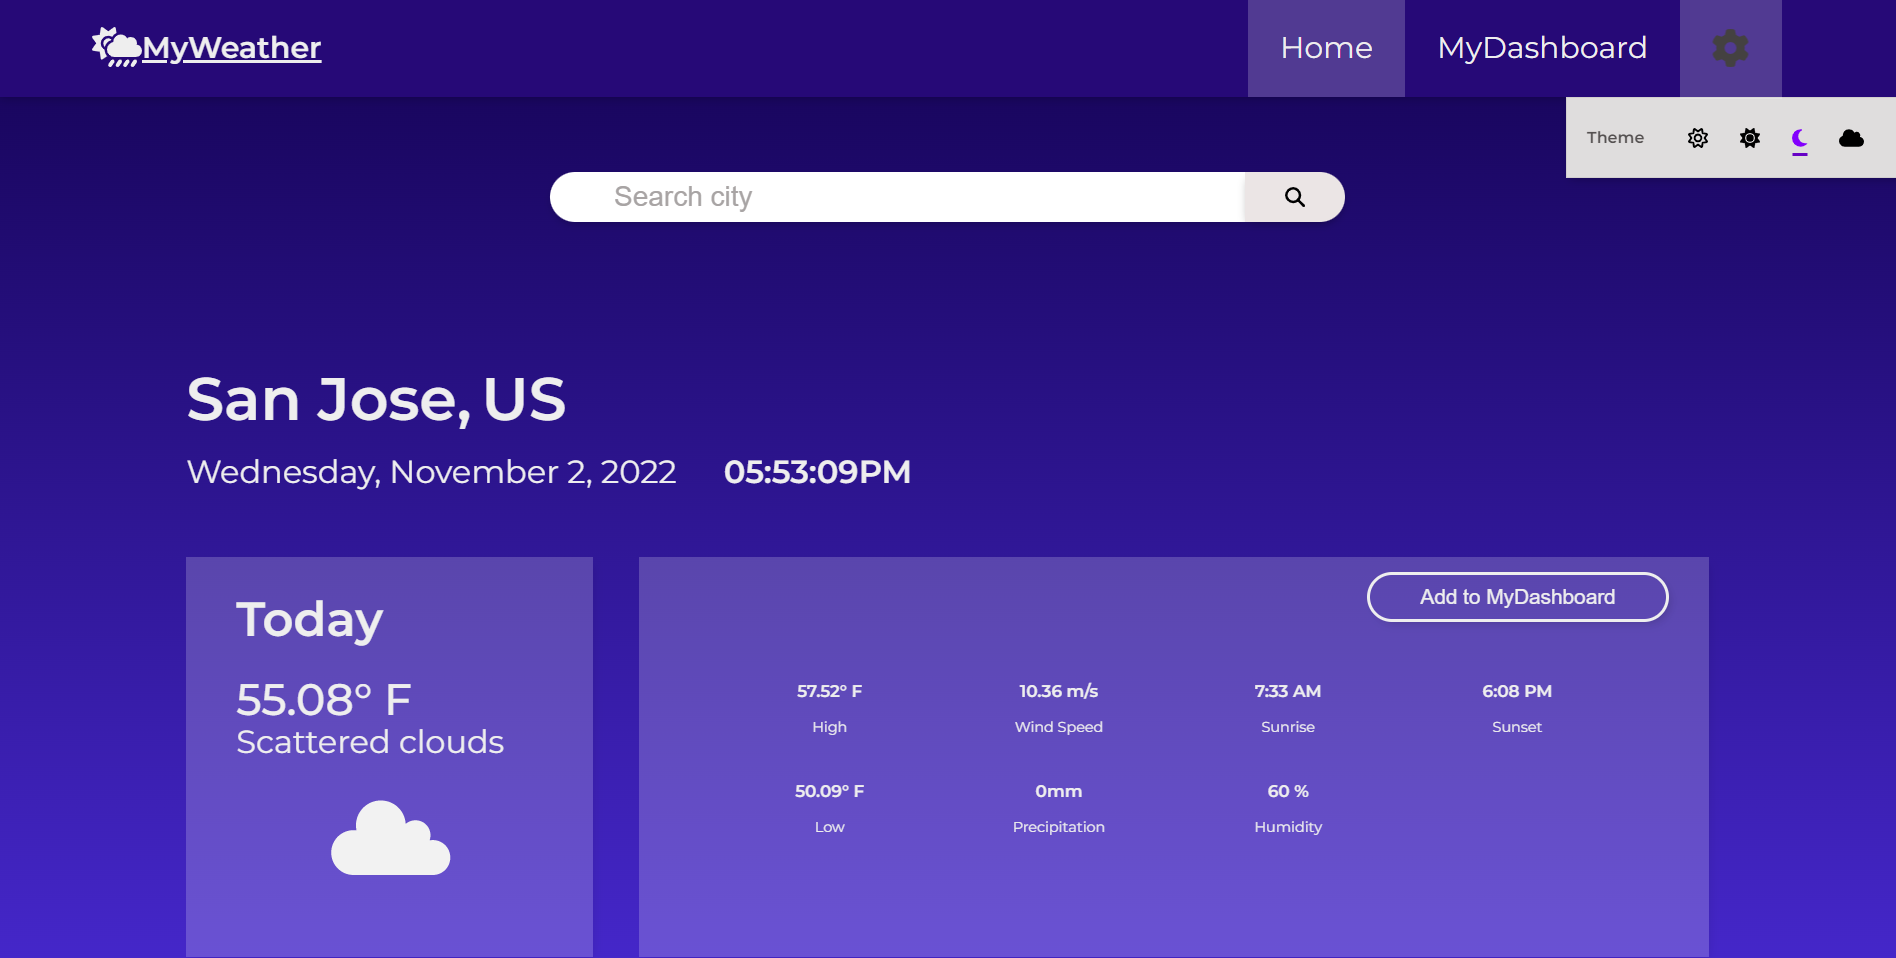 MyWeather
Home
MyDashboard
Theme
Search city
San Jose, US
Wednesday, November 2, 2022 05:53:09PM
Today
55.08° F
Scattered clouds
Add to MyDashboard
57.52° F
High
10.36 m/s
Wind Speed
7:33 AM
Sunrise
6:08 PM
Sunset
50.09° F
Low
0mm
Precipitation
60 %
Humidity